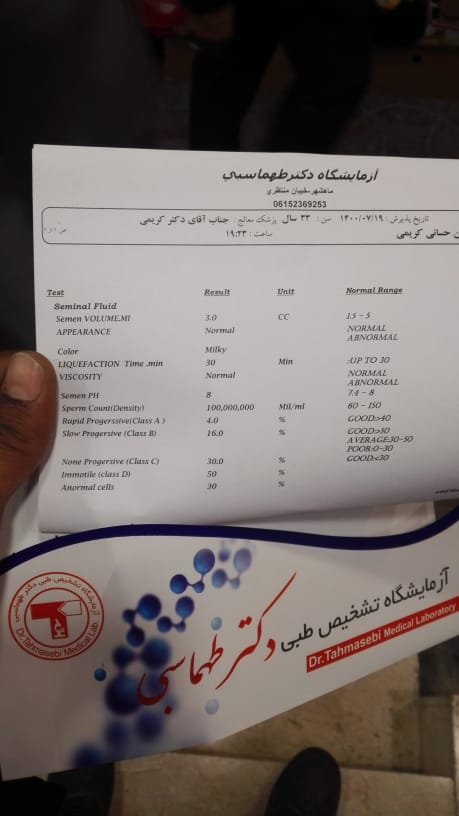 آزمایشگاه دکترطهماسبی
ماهشهر-خیابان منتظری
06152369253
تاریخ پذیرش : ۱۴۰۰/۰۷/۱۹ سن : ۳۳ سال پزشک معالج : جناب آقای دکتر کریمی
حسانی کریمی ساعت : ۱۹:۲۳
Test Result Unit Normal Range
Seminal Fluid
Semen VOLUME.Ml 3.0 CC 1.5 - 5
APPEARANCE Normal NORMAL
ABNORMAL
Color Milky
LIQUEFACTION Time .min 30 Min :UP TO 30
VISCOSITY Normal NORMAL
ABNORMAL
Semen PH 8 7.4 - 8
Sperm Count(Density) 100,000,000 Mil/ml 60 - 150
Rapid Progerssive(Class A ) 4.0 % GOOD:>40
Slow Progersive (Class B) 16.0 % GOOD:>50
AVERAGE:30-50
POOR:0-30
None Progersive (Class C) 30.0 % GOOD:<30
Immotile (class D) 50 %
Anormal cells 30 %
آزمایشگاه تشخیص طبی دکتر طهماسبی
Dr.Tahmasebi Medical Lab.
آزمایشگاه تشخیص طبی
دکتر طهماسبی
Dr.Tahmasebi Medical Laboratory